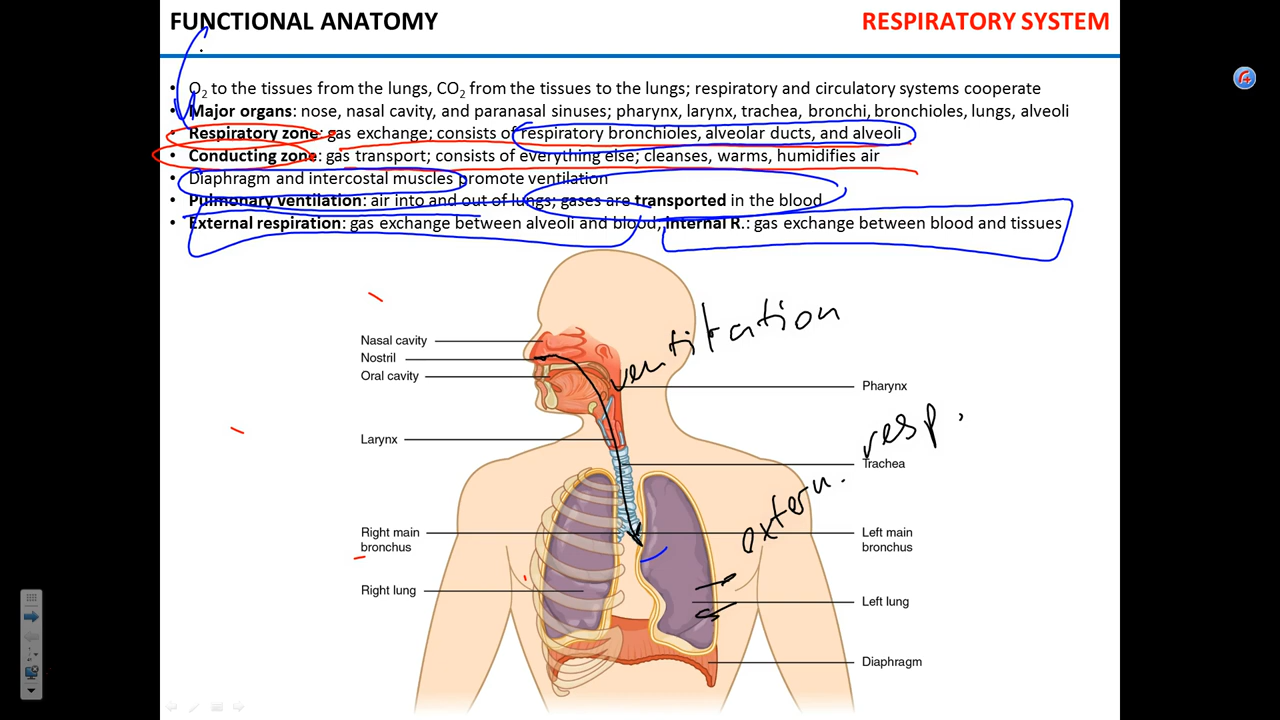 FUNCTIONAL ANATOMY
RESPIRATORY SYSTEM
• O2 to the tissues from the lungs, CO2 from the tissues to the lungs; respiratory and circulatory systems cooperate
• Major organs: nose, nasal cavity, and paranasal sinuses; pharynx, larynx, trachea, bronchi, bronchioles, lungs, alveoli
• Respiratory zone: gas exchange; consists of respiratory bronchioles, alveolar ducts, and alveoli
• Conducting zone: gas transport; consists of everything else; cleanses, warms, humidifies air
• Diaphragm and intercostal muscles promote ventilation
• Pulmonary ventilation: air into and out of lungs; gases are transported in the blood
• External respiration: gas exchange between alveoli and blood; Internal R.: gas exchange between blood and tissues
ventilation
Nasal cavity
Nostril
Oral cavity
Pharynx
Larynx
extern. resp.
Trachea
Right main
bronchus
Left main
bronchus
Right lung
Left lung
Diaphragm